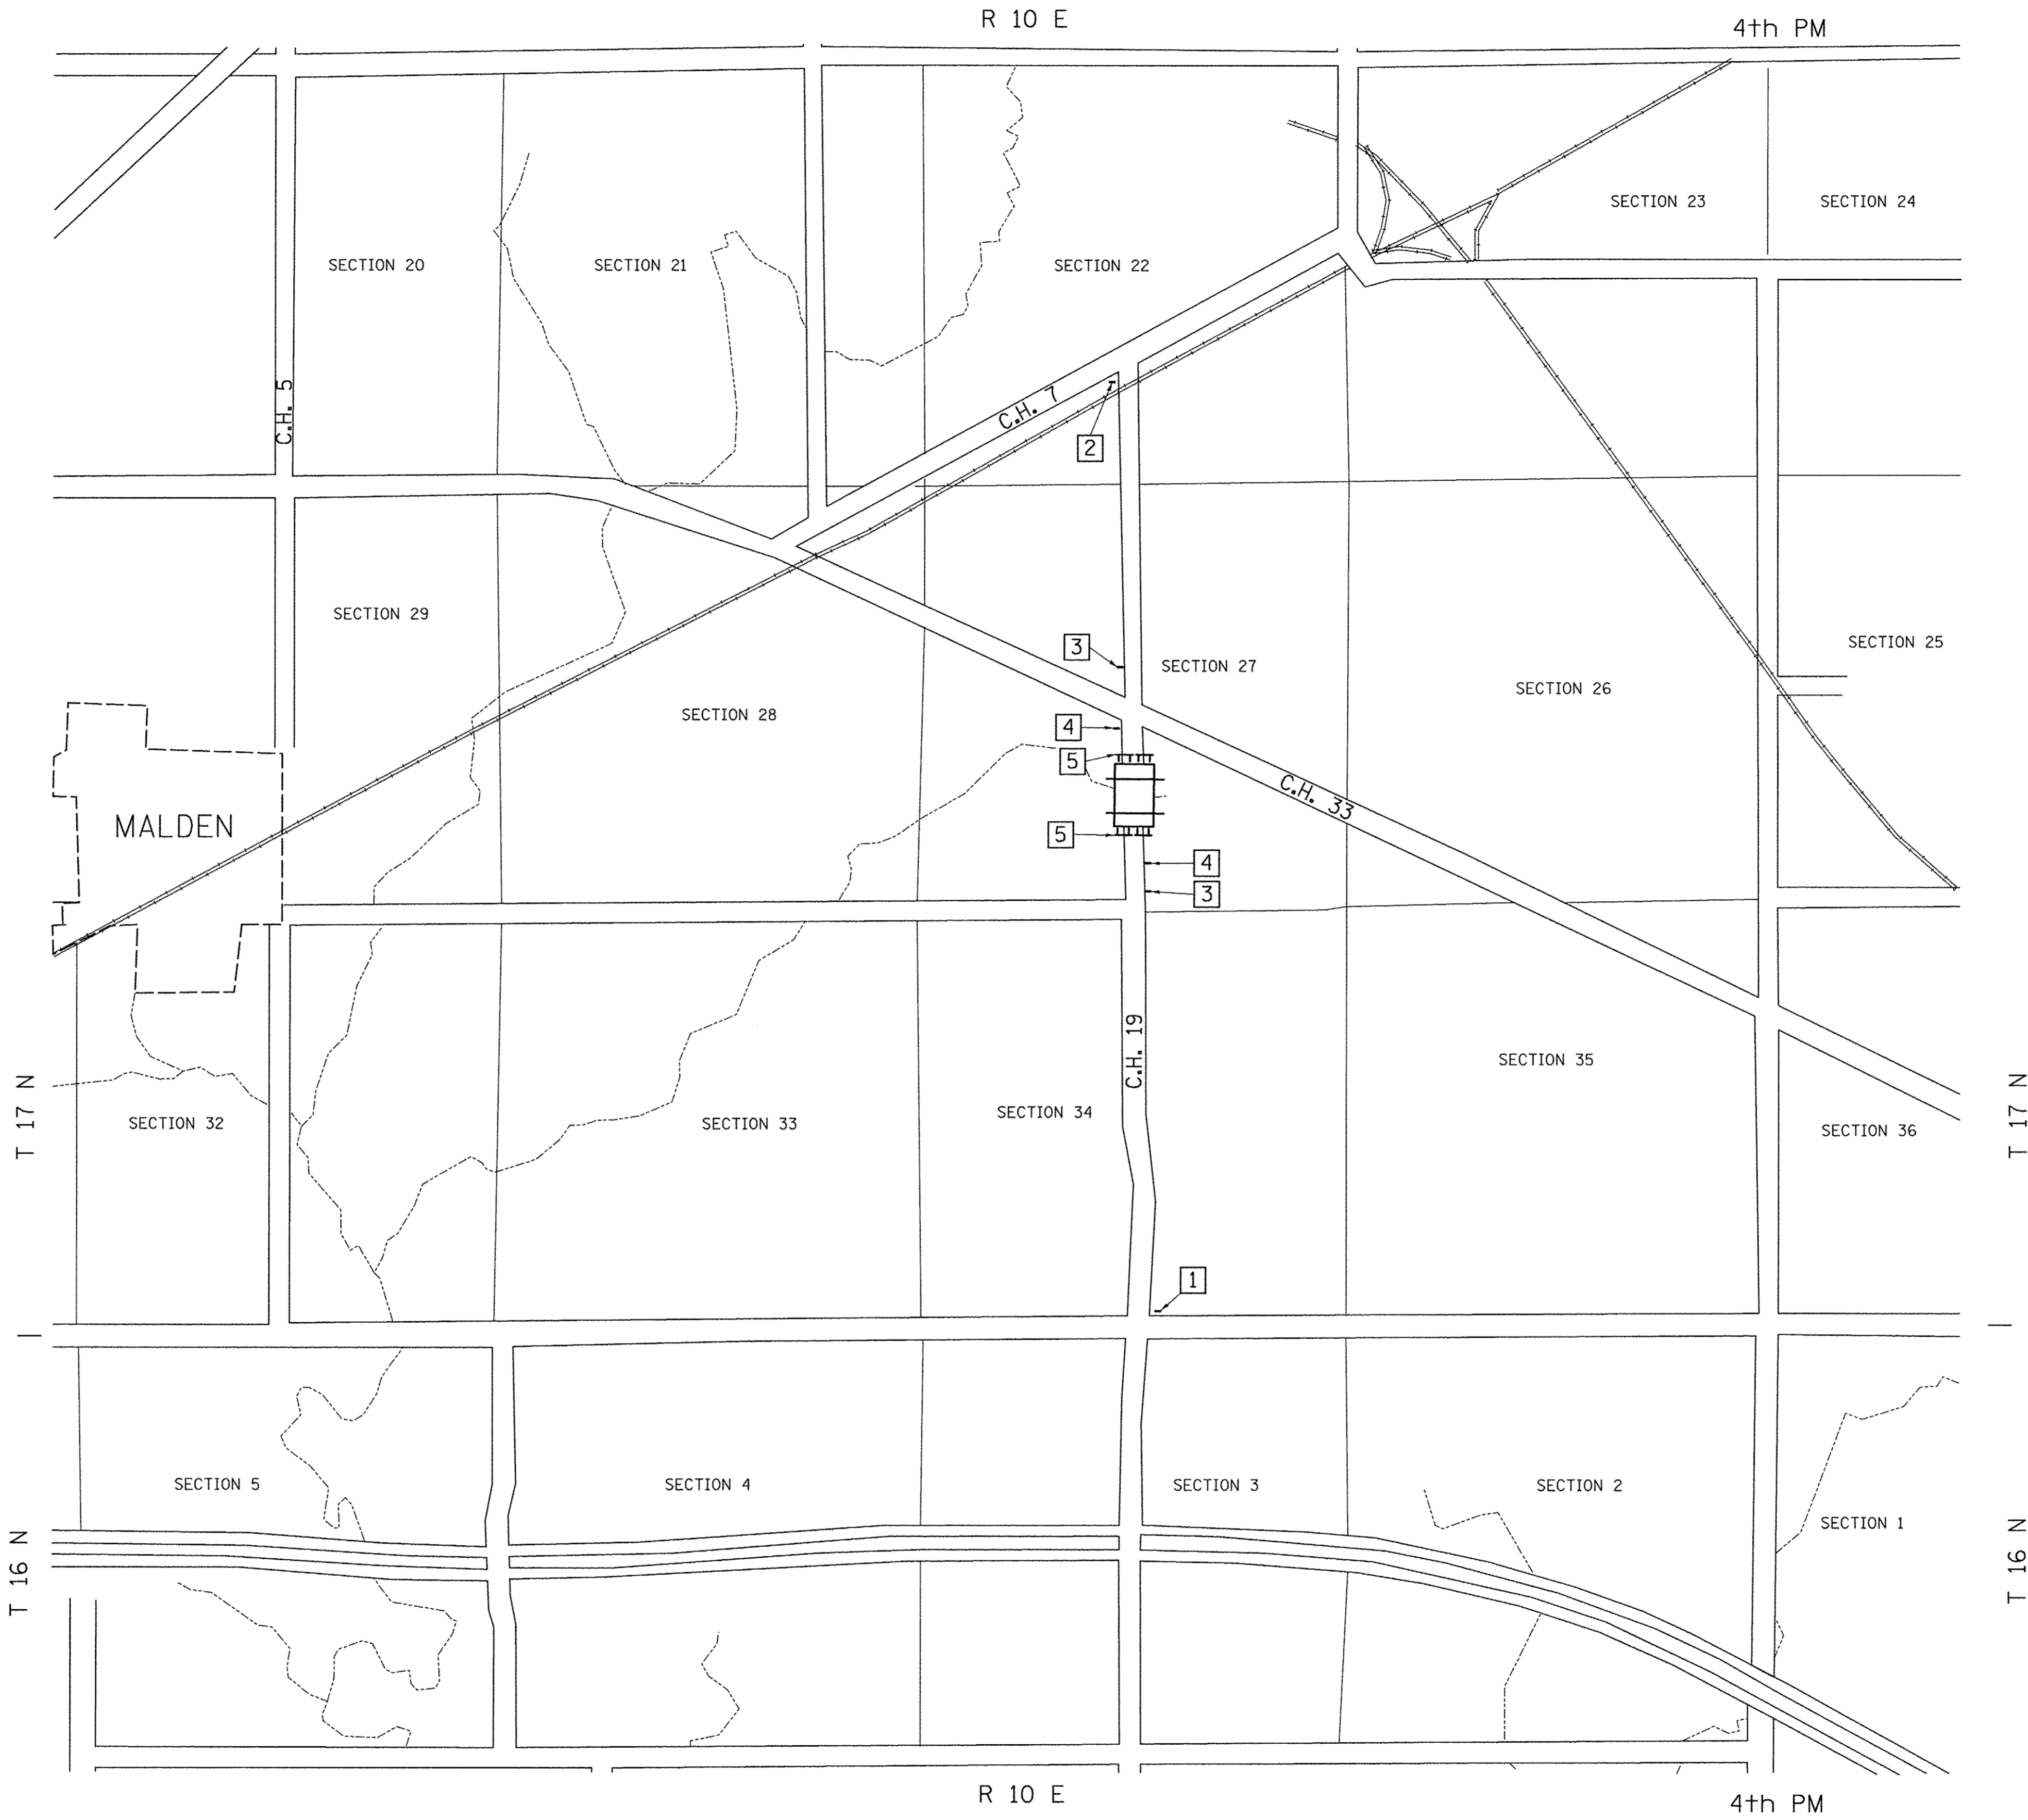 R 10 E
4th PM
SECTION 23
SECTION 24
SECTION 20
SECTION 21
SECTION 22
C.H. 5
C.H. 7
2
SECTION 29
3
SECTION 27
SECTION 25
SECTION 26
SECTION 28
4
5
C.H. 33
MALDEN
5
4
3
C.H. 19
SECTION 35
T 17 N
T 17 N
SECTION 32
SECTION 33
SECTION 34
SECTION 36
1
SECTION 5
SECTION 4
SECTION 3
SECTION 2
SECTION 1
T 16 N
T 16 N
R 10 E
4th PM